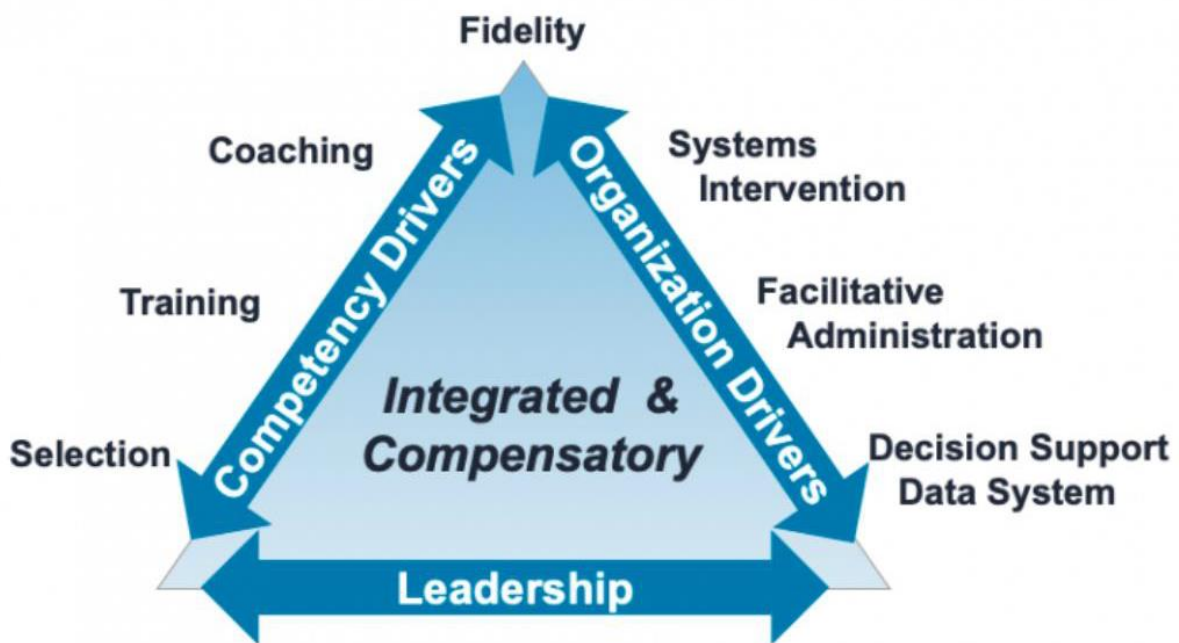 Fidelity
Coaching
Systems
Intervention
Training
Facilitative
Administration
Selection
Decision Support
Data System
Competency Drivers
Organization Drivers
Integrated &
Compensatory
Leadership